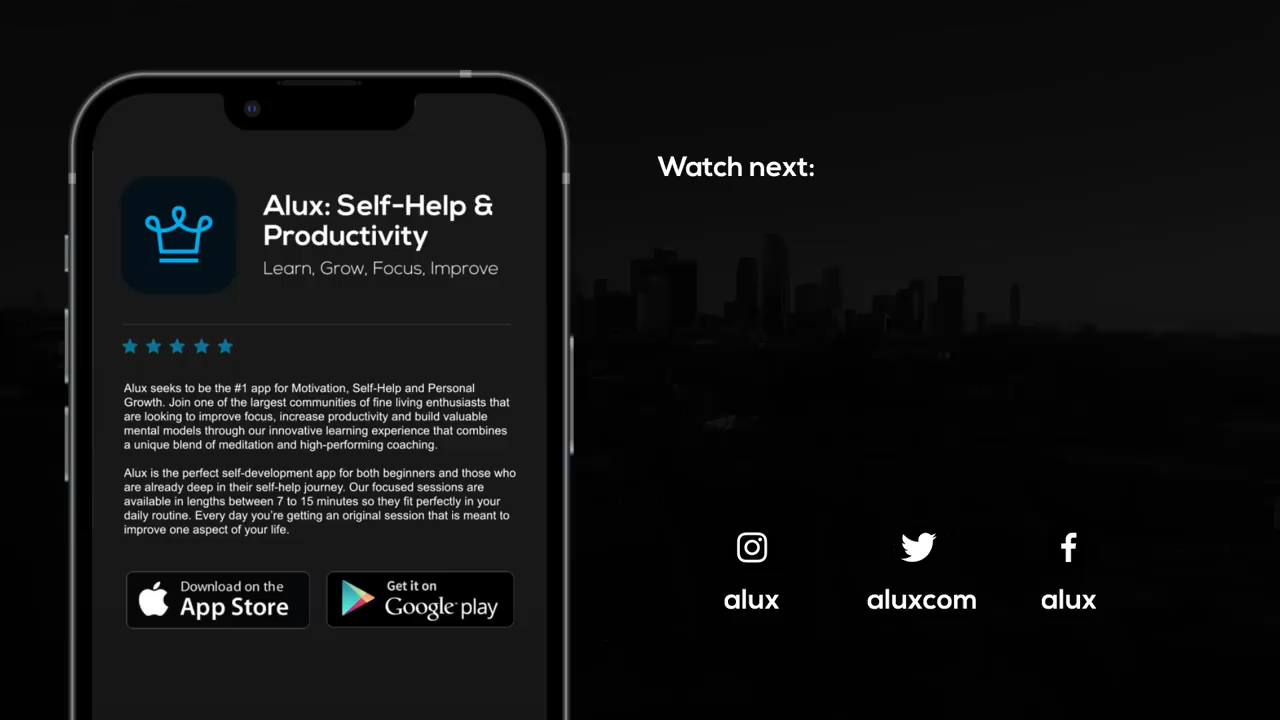 Alux: Self-Help &
Productivity
Learn, Grow, Focus, Improve
Alux seeks to be the #1 app for Motivation, Self-Help and Personal
Growth. Join one of the largest communities of fine living enthusiasts that
are looking to improve focus, increase productivity and build valuable
mental models through our innovative learning experience that combines
a unique blend of meditation and high-performing coaching.
Alux is the perfect self-development app for both beginners and those who
are already deep in their self-help journey. Our focused sessions are
available in lengths between 7 to 15 minutes so they fit perfectly in your
daily routine. Every day you're getting an original session that is meant to
improve one aspect of your life.
Download on the
App Store
Get it on
Google play
Watch next:
alux
aluxcom
alux